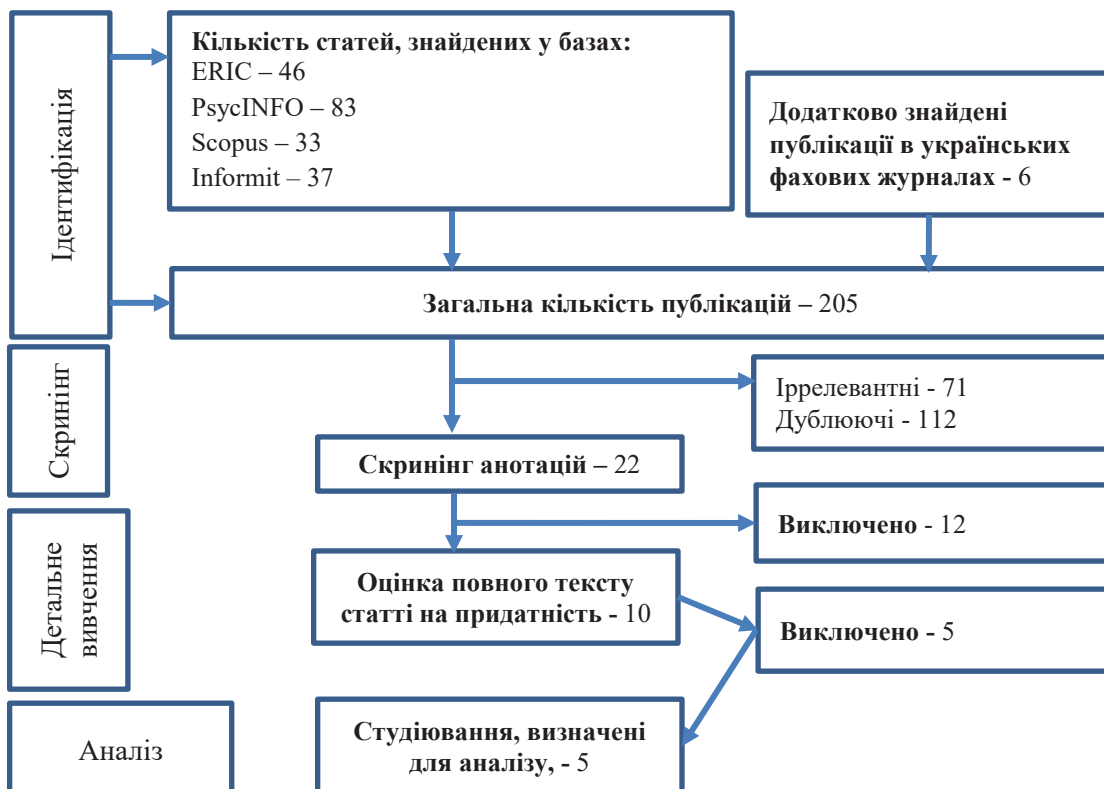 Ідентифікація
Кількість статей, знайдених у базах:
ERIC – 46
PsycINFO – 83
Scopus – 33
Informit – 37
Додатково знайдені
публікації в українських
фахових журналах - 6
Загальна кількість публікацій – 205
Скринінг
Іррелевантні - 71
Дублюючі - 112
Скринінг анотацій – 22
Виключено - 12
Детальне
вивчення
Оцінка повного тексту
статті на придатність - 10
Виключено - 5
Аналіз
Студіювання, визначені
для аналізу, - 5